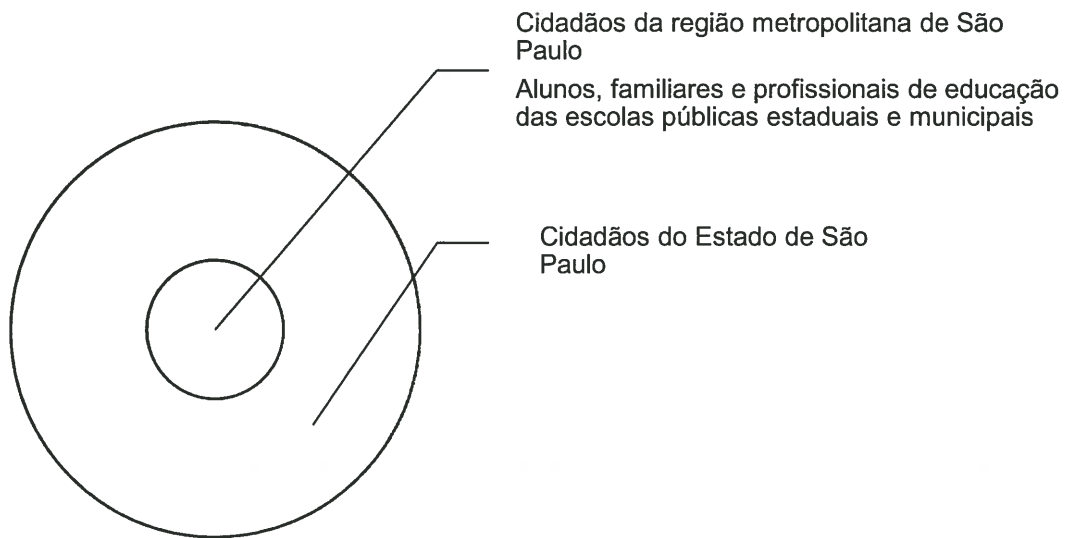 Cidadãos da região metropolitana de São
Paulo
Alunos, familiares e profissionais de educação
das escolas públicas estaduais e municipais
Cidadãos do Estado de São
Paulo